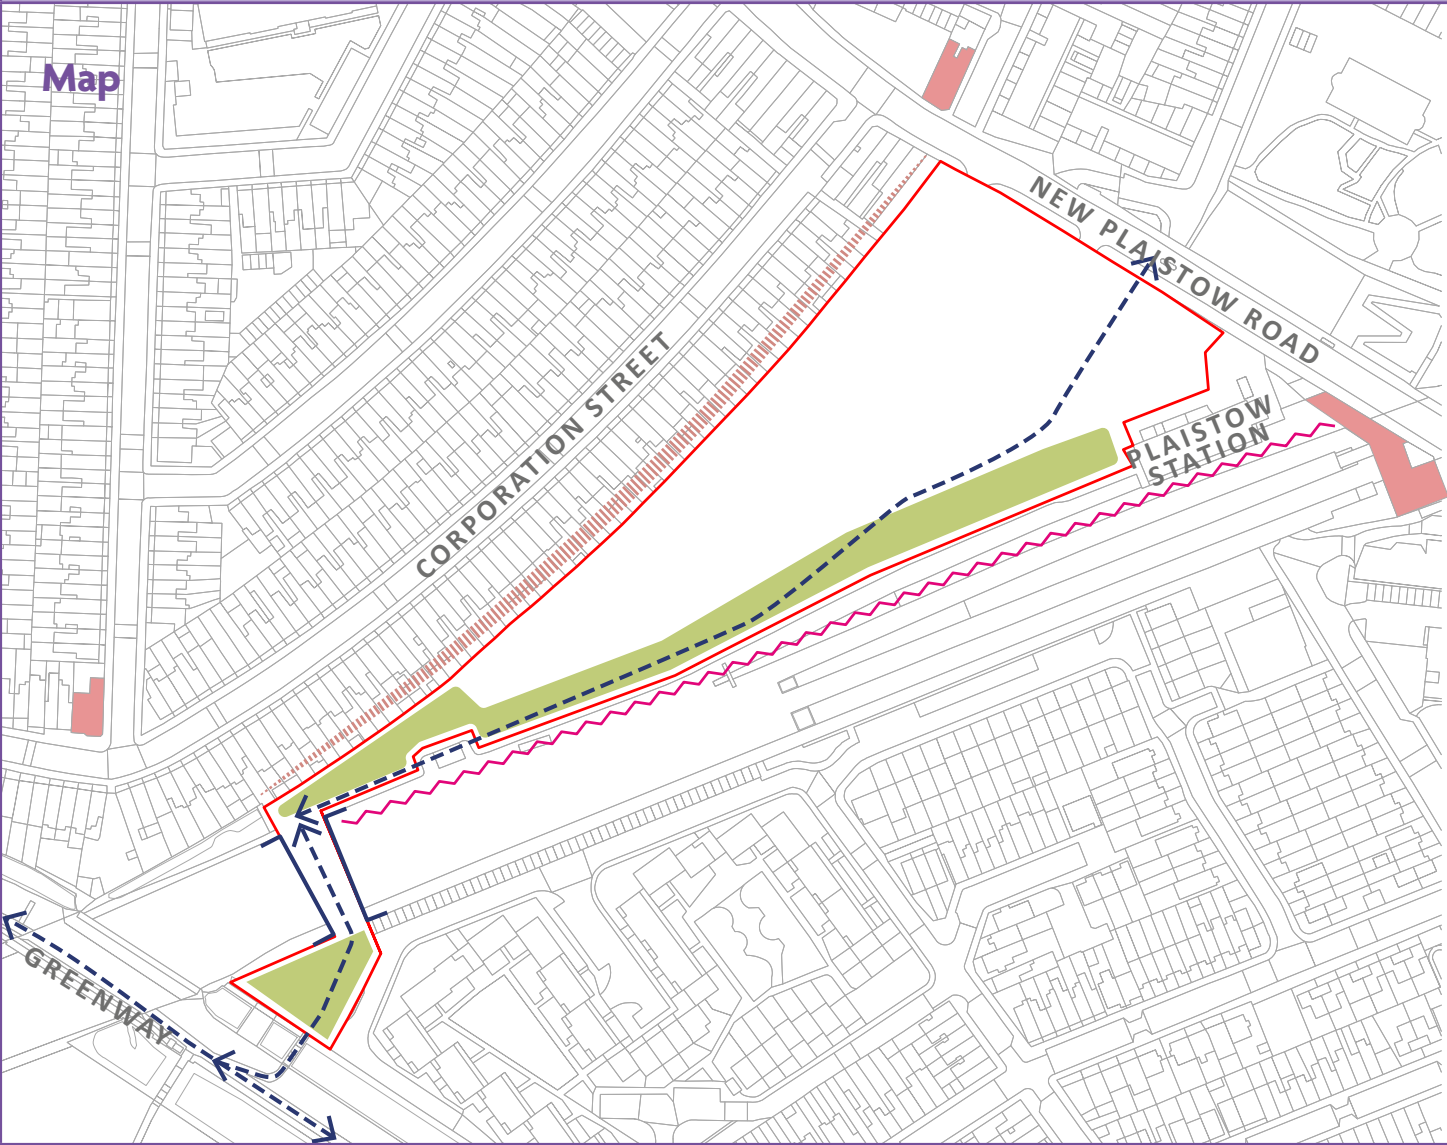 Map
NEW PLAISTOW ROAD
CORPORATION STREET
PLAISTOW
STATION
GREENWAY